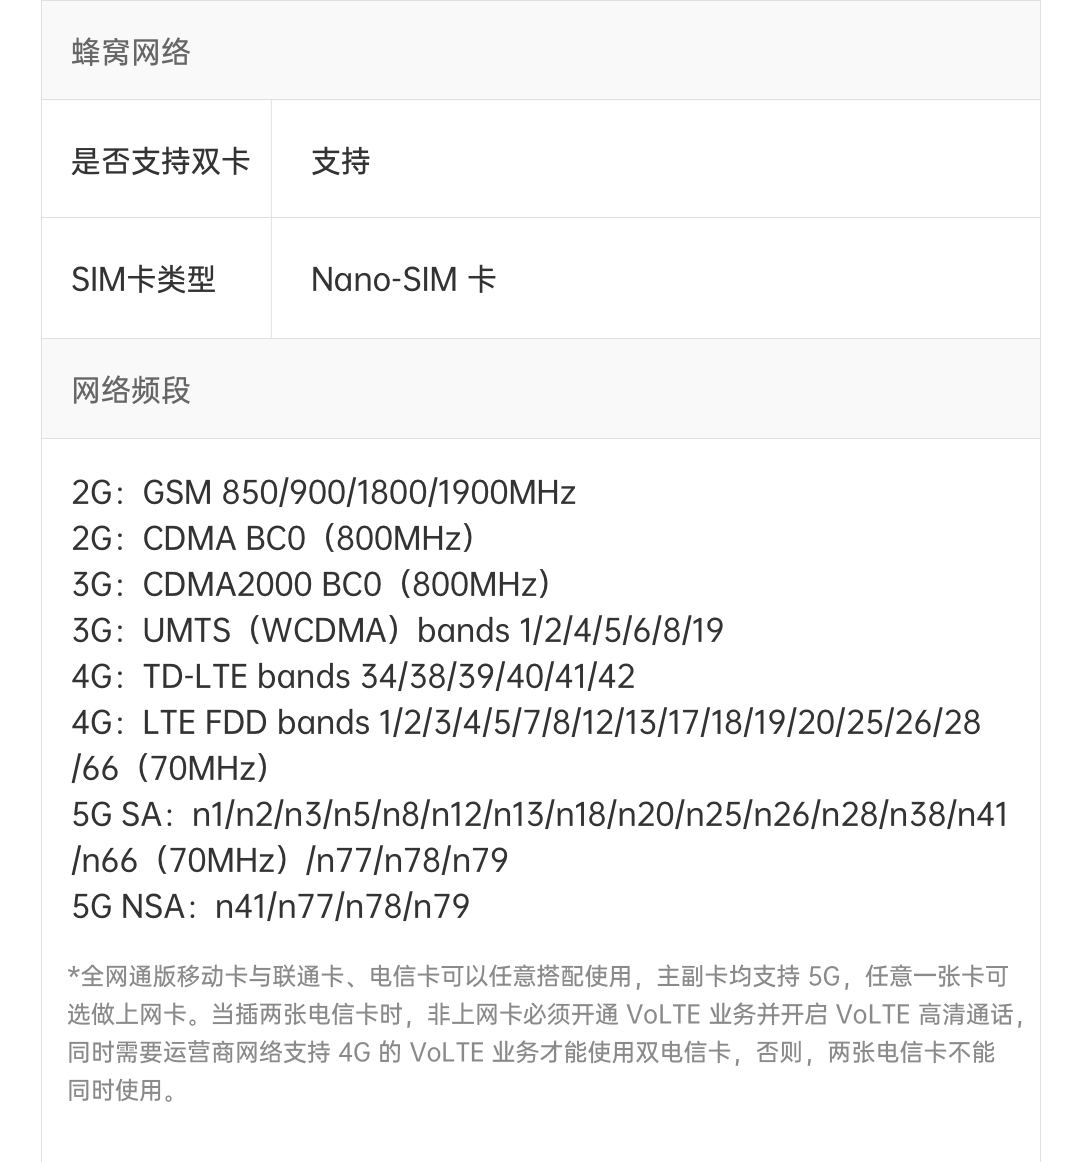 蜂窝网络
是否支持双卡 支持
SIM卡类型 Nano-SIM 卡
网络频段
2G：GSM 850/900/1800/1900MHz
2G：CDMA BC0（800MHz）
3G：CDMA2000 BC0（800MHz）
3G：UMTS（WCDMA）bands 1/2/4/5/6/8/19
4G：TD-LTE bands 34/38/39/40/41/42
4G：LTE FDD bands 1/2/3/4/5/7/8/12/13/17/18/19/20/25/26/28
/66（70MHz）
5G SA：n1/n2/n3/n5/n8/n12/n13/n18/n20/n25/n26/n28/n38/n41
/n66（70MHz）/n77/n78/n79
5G NSA：n41/n77/n78/n79
*全网通版移动卡与联通卡、电信卡可以任意搭配使用，主副卡均支持 5G，任意一张卡可
选做上网卡。当插两张电信卡时，非上网卡必须开通 VoLTE 业务并开启 VoLTE 高清通话，
同时需要运营商网络支持 4G 的 VoLTE 业务才能使用双电信卡，否则，两张电信卡不能
同时使用。